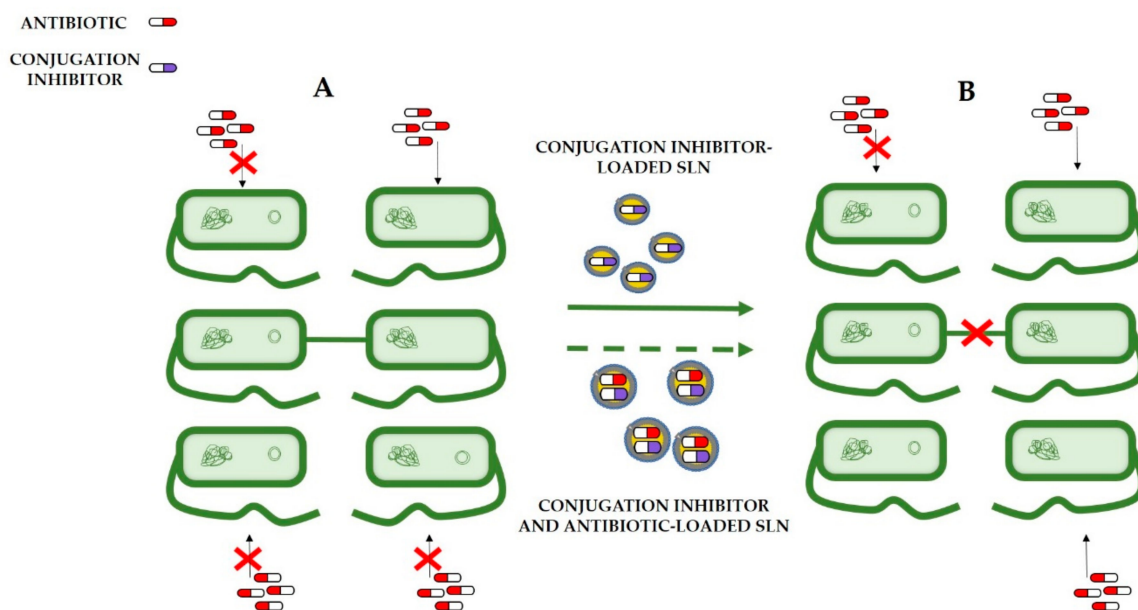 ANTIBIOTIC
CONJUGATION
INHIBITOR
A
B
CONJUGATION INHIBITOR-
LOADED SLN
CONJUGATION INHIBITOR
AND ANTIBIOTIC-LOADED SLN